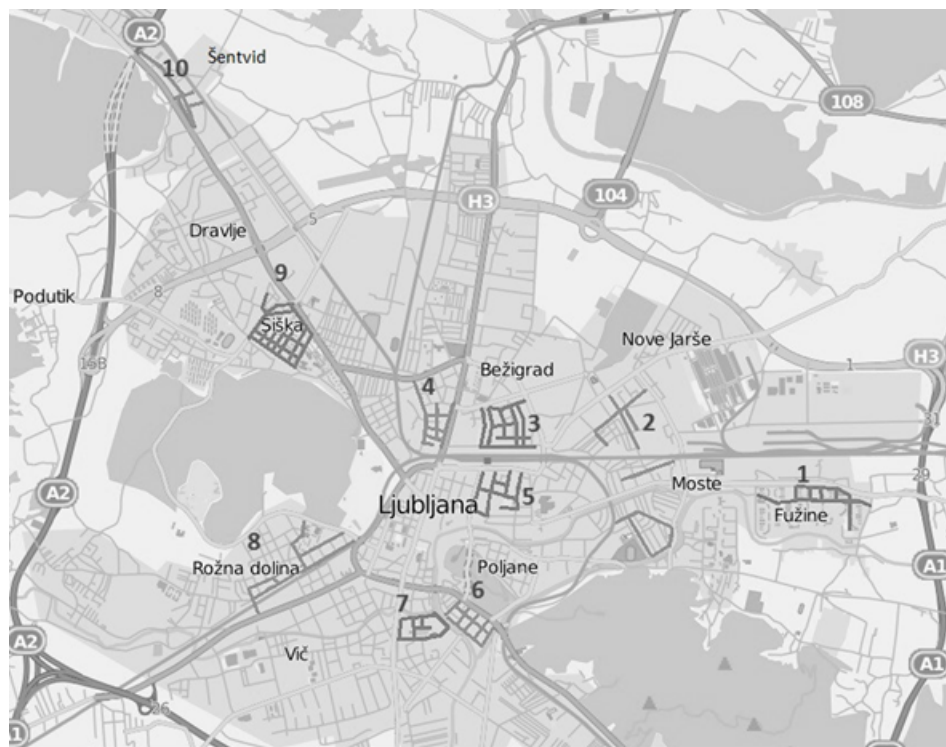 A2
Šentvid
10
108
104
H3
5
Dravlje
9
8
Podutik
Šiška
Nove Jarše
H3
1
Bežigrad
4
3
2
31
1
29
Moste
A2
5
Ljubljana
Fužine
8
Rožna dolina
Poljane
A1
6
7
A2
Vič
A1
26